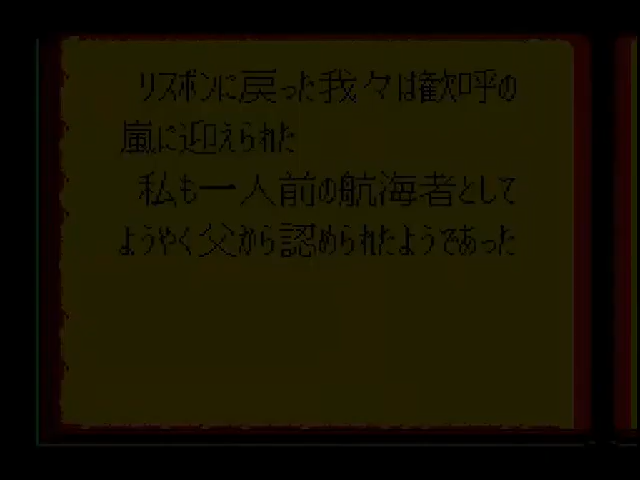 リスボンに戻った我々は歓呼の
嵐に迎えられた
私も一人前の航海者として
ようやく父から認められたようであった